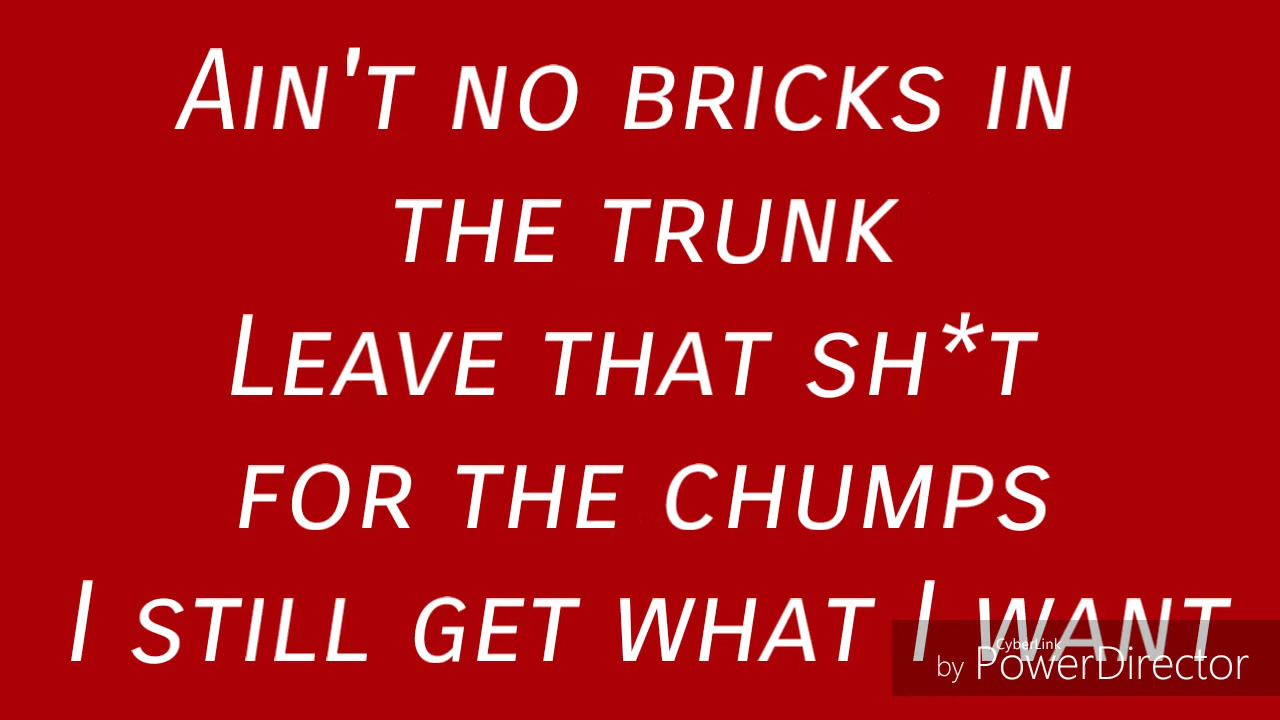 Ain't no bricks in
the trunk
Leave that sh*t
for the chumps
I still get what I want
CyberLink
by PowerDirector